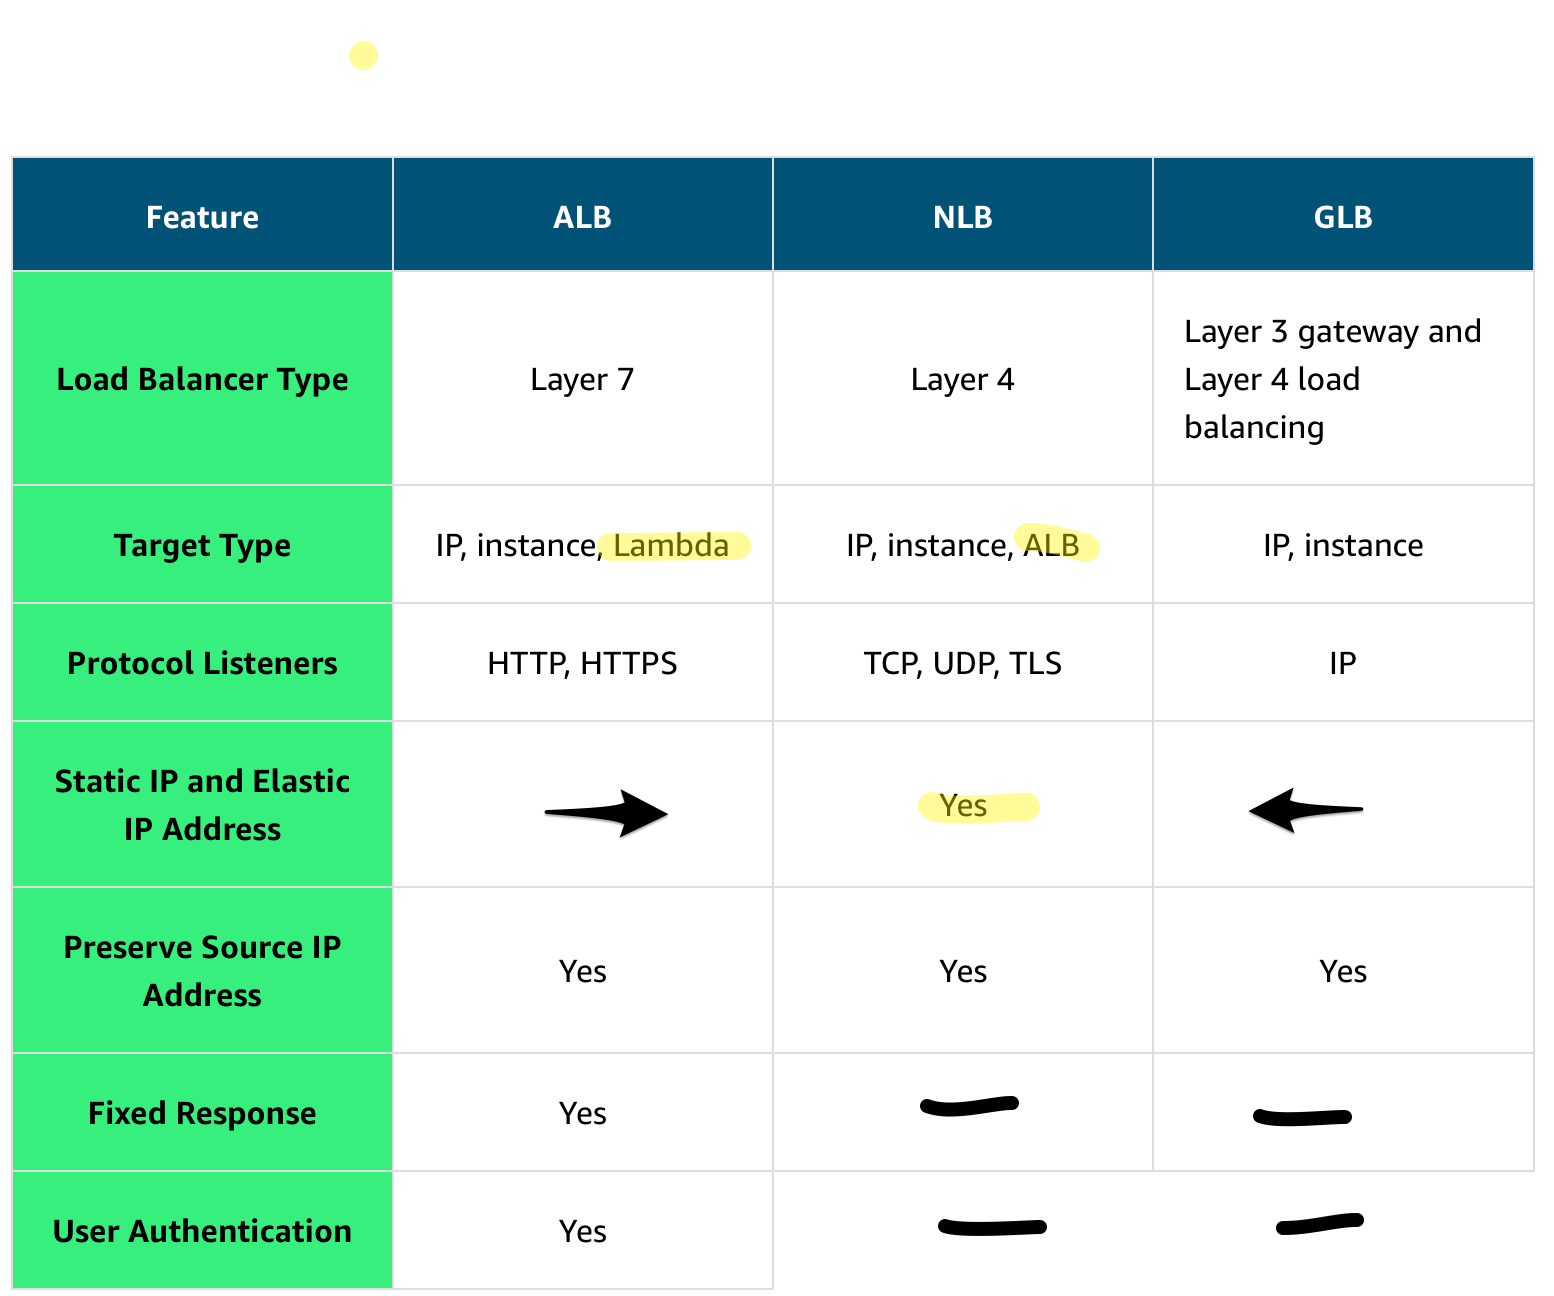 Feature ALB NLB GLB
Load Balancer Type Layer 7 Layer 4 Layer 3 gateway and
Layer 4 load
balancing
Target Type IP, instance, Lambda IP, instance, ALB IP, instance
Protocol Listeners HTTP, HTTPS TCP, UDP, TLS IP
Static IP and Elastic
IP Address Yes
Preserve Source IP
Address Yes Yes Yes
Fixed Response Yes
User Authentication Yes